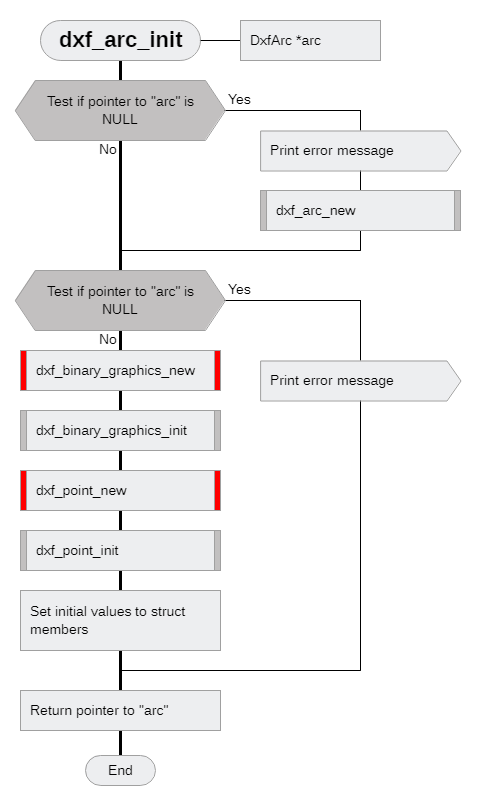 dxf_arc_init
DxfArc *arc
Test if pointer to "arc" is
NULL
Yes
No
Print error message
dxf_arc_new
Test if pointer to "arc" is
NULL
Yes
No
dxf_binary_graphics_new
Print error message
dxf_binary_graphics_init
dxf_point_new
dxf_point_init
Set initial values to struct
members
Return pointer to "arc"
End